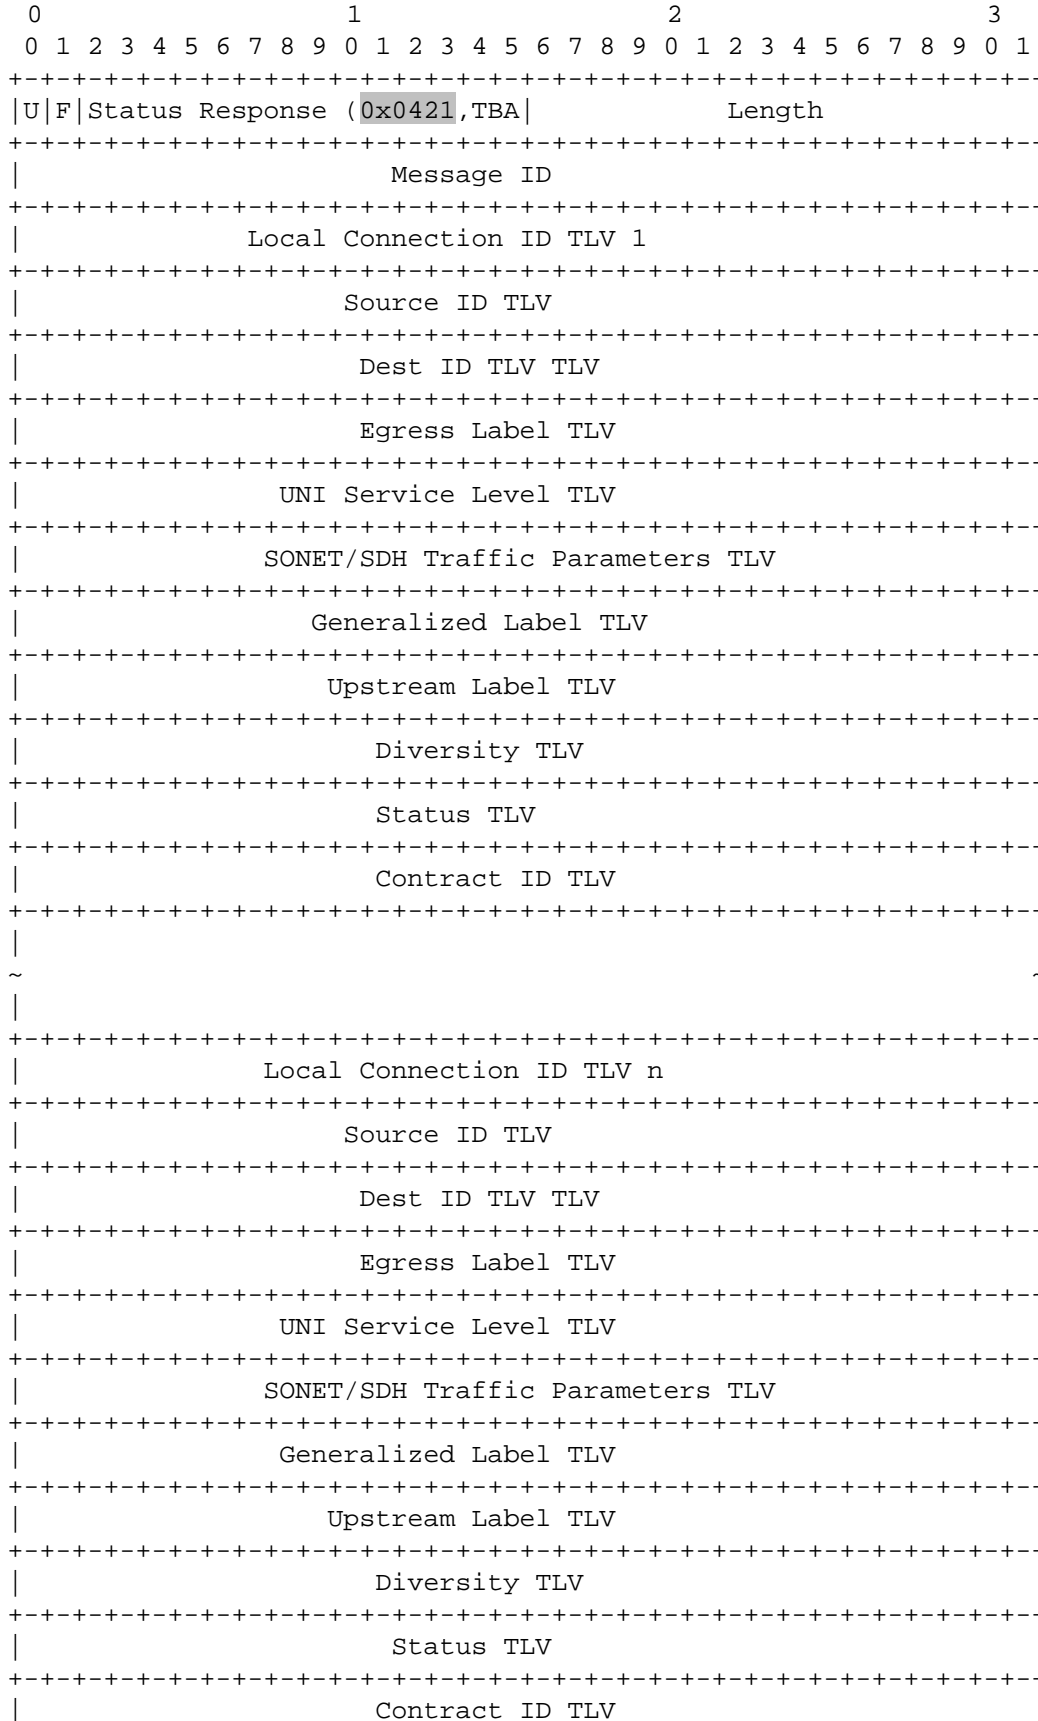 0                   1                   2                   3
 0 1 2 3 4 5 6 7 8 9 0 1 2 3 4 5 6 7 8 9 0 1 2 3 4 5 6 7 8 9 0 1
+-+-+-+-+-+-+-+-+-+-+-+-+-+-+-+-+-+-+-+-+-+-+-+-+-+-+-+-+-+-+-+-+-
|U|F|Status Response (0x0421,TBA|            Length
+-+-+-+-+-+-+-+-+-+-+-+-+-+-+-+-+-+-+-+-+-+-+-+-+-+-+-+-+-+-+-+-+-
|                       Message ID
+-+-+-+-+-+-+-+-+-+-+-+-+-+-+-+-+-+-+-+-+-+-+-+-+-+-+-+-+-+-+-+-+-
|              Local Connection ID TLV 1
+-+-+-+-+-+-+-+-+-+-+-+-+-+-+-+-+-+-+-+-+-+-+-+-+-+-+-+-+-+-+-+-+-
|                    Source ID TLV
+-+-+-+-+-+-+-+-+-+-+-+-+-+-+-+-+-+-+-+-+-+-+-+-+-+-+-+-+-+-+-+-+-
|                     Dest ID TLV TLV
+-+-+-+-+-+-+-+-+-+-+-+-+-+-+-+-+-+-+-+-+-+-+-+-+-+-+-+-+-+-+-+-+-
|                     Egress Label TLV
+-+-+-+-+-+-+-+-+-+-+-+-+-+-+-+-+-+-+-+-+-+-+-+-+-+-+-+-+-+-+-+-+-
|                UNI Service Level TLV
+-+-+-+-+-+-+-+-+-+-+-+-+-+-+-+-+-+-+-+-+-+-+-+-+-+-+-+-+-+-+-+-+-
|               SONET/SDH Traffic Parameters TLV
+-+-+-+-+-+-+-+-+-+-+-+-+-+-+-+-+-+-+-+-+-+-+-+-+-+-+-+-+-+-+-+-+-
|                  Generalized Label TLV
+-+-+-+-+-+-+-+-+-+-+-+-+-+-+-+-+-+-+-+-+-+-+-+-+-+-+-+-+-+-+-+-+-
|                   Upstream Label TLV
+-+-+-+-+-+-+-+-+-+-+-+-+-+-+-+-+-+-+-+-+-+-+-+-+-+-+-+-+-+-+-+-+-
|                      Diversity TLV
+-+-+-+-+-+-+-+-+-+-+-+-+-+-+-+-+-+-+-+-+-+-+-+-+-+-+-+-+-+-+-+-+-
|                      Status TLV
+-+-+-+-+-+-+-+-+-+-+-+-+-+-+-+-+-+-+-+-+-+-+-+-+-+-+-+-+-+-+-+-+-
|                      Contract ID TLV
+-+-+-+-+-+-+-+-+-+-+-+-+-+-+-+-+-+-+-+-+-+-+-+-+-+-+-+-+-+-+-+-+-
|
~                                                               ~
|
+-+-+-+-+-+-+-+-+-+-+-+-+-+-+-+-+-+-+-+-+-+-+-+-+-+-+-+-+-+-+-+-+-
|               Local Connection ID TLV n
+-+-+-+-+-+-+-+-+-+-+-+-+-+-+-+-+-+-+-+-+-+-+-+-+-+-+-+-+-+-+-+-+-
|                    Source ID TLV
+-+-+-+-+-+-+-+-+-+-+-+-+-+-+-+-+-+-+-+-+-+-+-+-+-+-+-+-+-+-+-+-+-
|                     Dest ID TLV TLV
+-+-+-+-+-+-+-+-+-+-+-+-+-+-+-+-+-+-+-+-+-+-+-+-+-+-+-+-+-+-+-+-+-
|                     Egress Label TLV
+-+-+-+-+-+-+-+-+-+-+-+-+-+-+-+-+-+-+-+-+-+-+-+-+-+-+-+-+-+-+-+-+-
|                UNI Service Level TLV
+-+-+-+-+-+-+-+-+-+-+-+-+-+-+-+-+-+-+-+-+-+-+-+-+-+-+-+-+-+-+-+-+-
|               SONET/SDH Traffic Parameters TLV
+-+-+-+-+-+-+-+-+-+-+-+-+-+-+-+-+-+-+-+-+-+-+-+-+-+-+-+-+-+-+-+-+-
|                Generalized Label TLV
+-+-+-+-+-+-+-+-+-+-+-+-+-+-+-+-+-+-+-+-+-+-+-+-+-+-+-+-+-+-+-+-+-
|                   Upstream Label TLV
+-+-+-+-+-+-+-+-+-+-+-+-+-+-+-+-+-+-+-+-+-+-+-+-+-+-+-+-+-+-+-+-+-
|                      Diversity TLV
+-+-+-+-+-+-+-+-+-+-+-+-+-+-+-+-+-+-+-+-+-+-+-+-+-+-+-+-+-+-+-+-+-
|                       Status TLV
+-+-+-+-+-+-+-+-+-+-+-+-+-+-+-+-+-+-+-+-+-+-+-+-+-+-+-+-+-+-+-+-+-
|                      Contract ID TLV